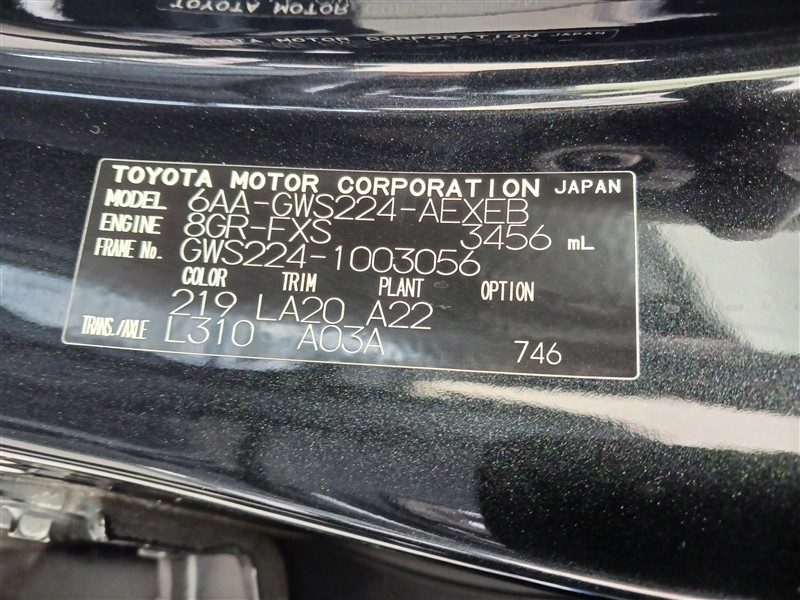 TOYOTA MOTOR CORPORATION JAPAN
MODEL 6AA-GWS224-AEXEB
ENGINE 8GR-FXS 3456 mL
FRAME No. GWS224-1003056
COLOR TRIM PLANT OPTION
219 LA20 A22
TRANS./AXLE L310 A03A 746